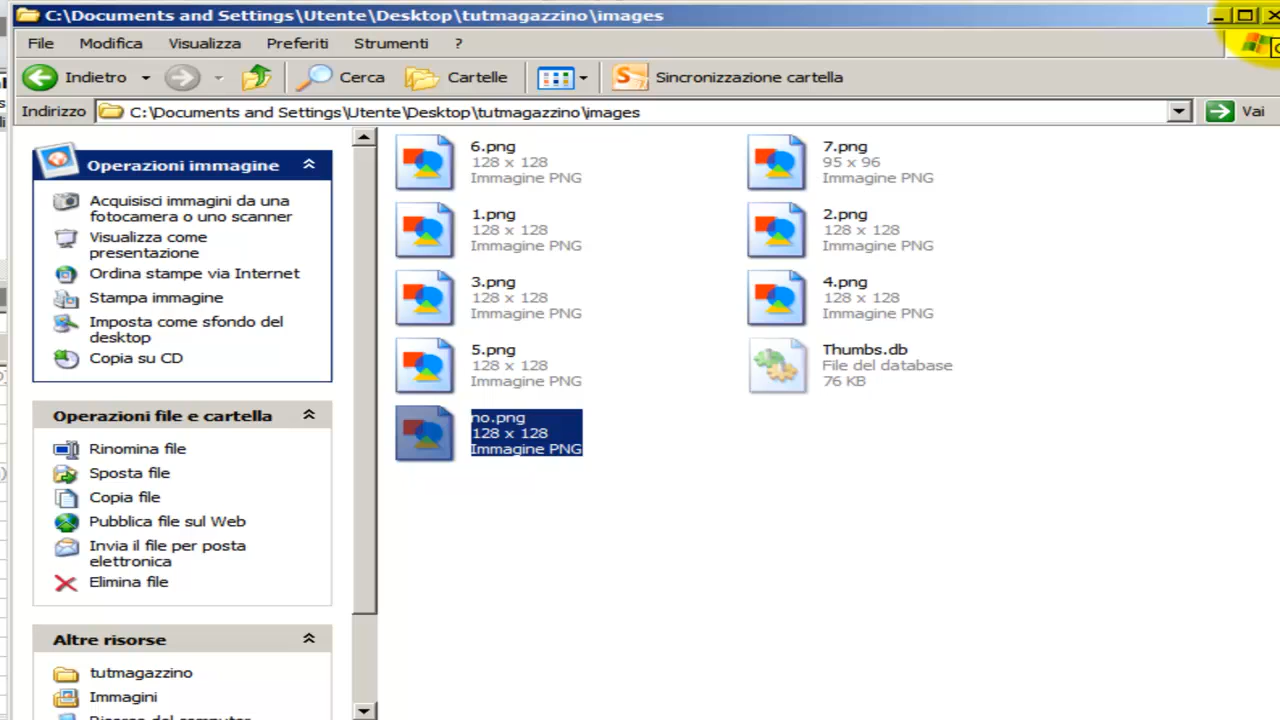 C:\Documents and Settings\Utente\Desktop\tutmagazzino\images
File Modifica Visualizza Preferiti Strumenti ?
Indietro Cerca Cartelle Sincronizzazione cartella
Indirizzo C:\Documents and Settings\Utente\Desktop\tutmagazzino\images Vai
Operazioni immagine
Acquisisci immagini da una
fotocamera o uno scanner
Visualizza come
presentazione
Ordina stampe via Internet
Stampa immagine
Imposta come sfondo del
desktop
Copia su CD
Operazioni file e cartella
Rinomina file
Sposta file
Copia file
Pubblica file sul Web
Invia il file per posta
elettronica
Elimina file
Altre risorse
tutmagazzino
Immagini
Risorse del computer
6.png
128 x 128
Immagine PNG
7.png
95 x 96
Immagine PNG
1.png
128 x 128
Immagine PNG
2.png
128 x 128
Immagine PNG
3.png
128 x 128
Immagine PNG
4.png
128 x 128
Immagine PNG
5.png
128 x 128
Immagine PNG
Thumbs.db
File del database
76 KB
no.png
128 x 128
Immagine PNG